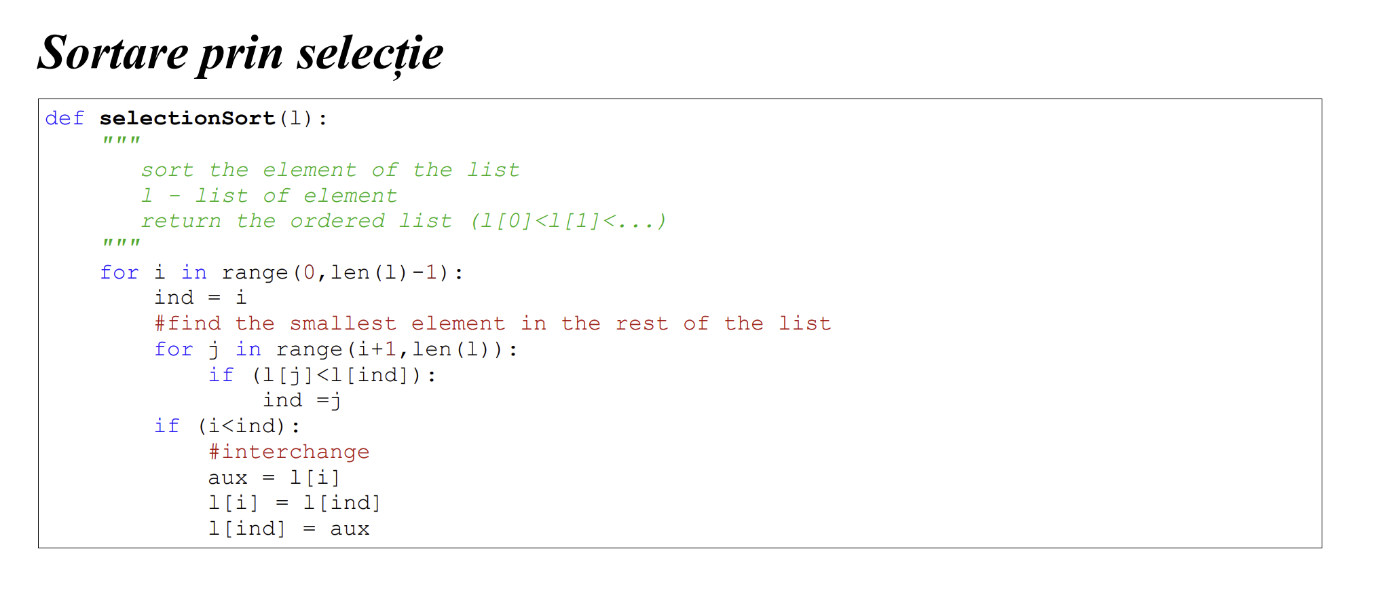 Sortare prin selecție
def selectionSort(l):
    """
       sort the element of the list
       l - list of element
       return the ordered list (l[0]<l[1]<...)
    """
    for i in range(0,len(l)-1):
        ind = i
        #find the smallest element in the rest of the list
        for j in range(i+1,len(l)):
            if (l[j]<l[ind]):
                ind =j
        if (i<ind):
            #interchange
            aux = l[i]
            l[i] = l[ind]
            l[ind] = aux